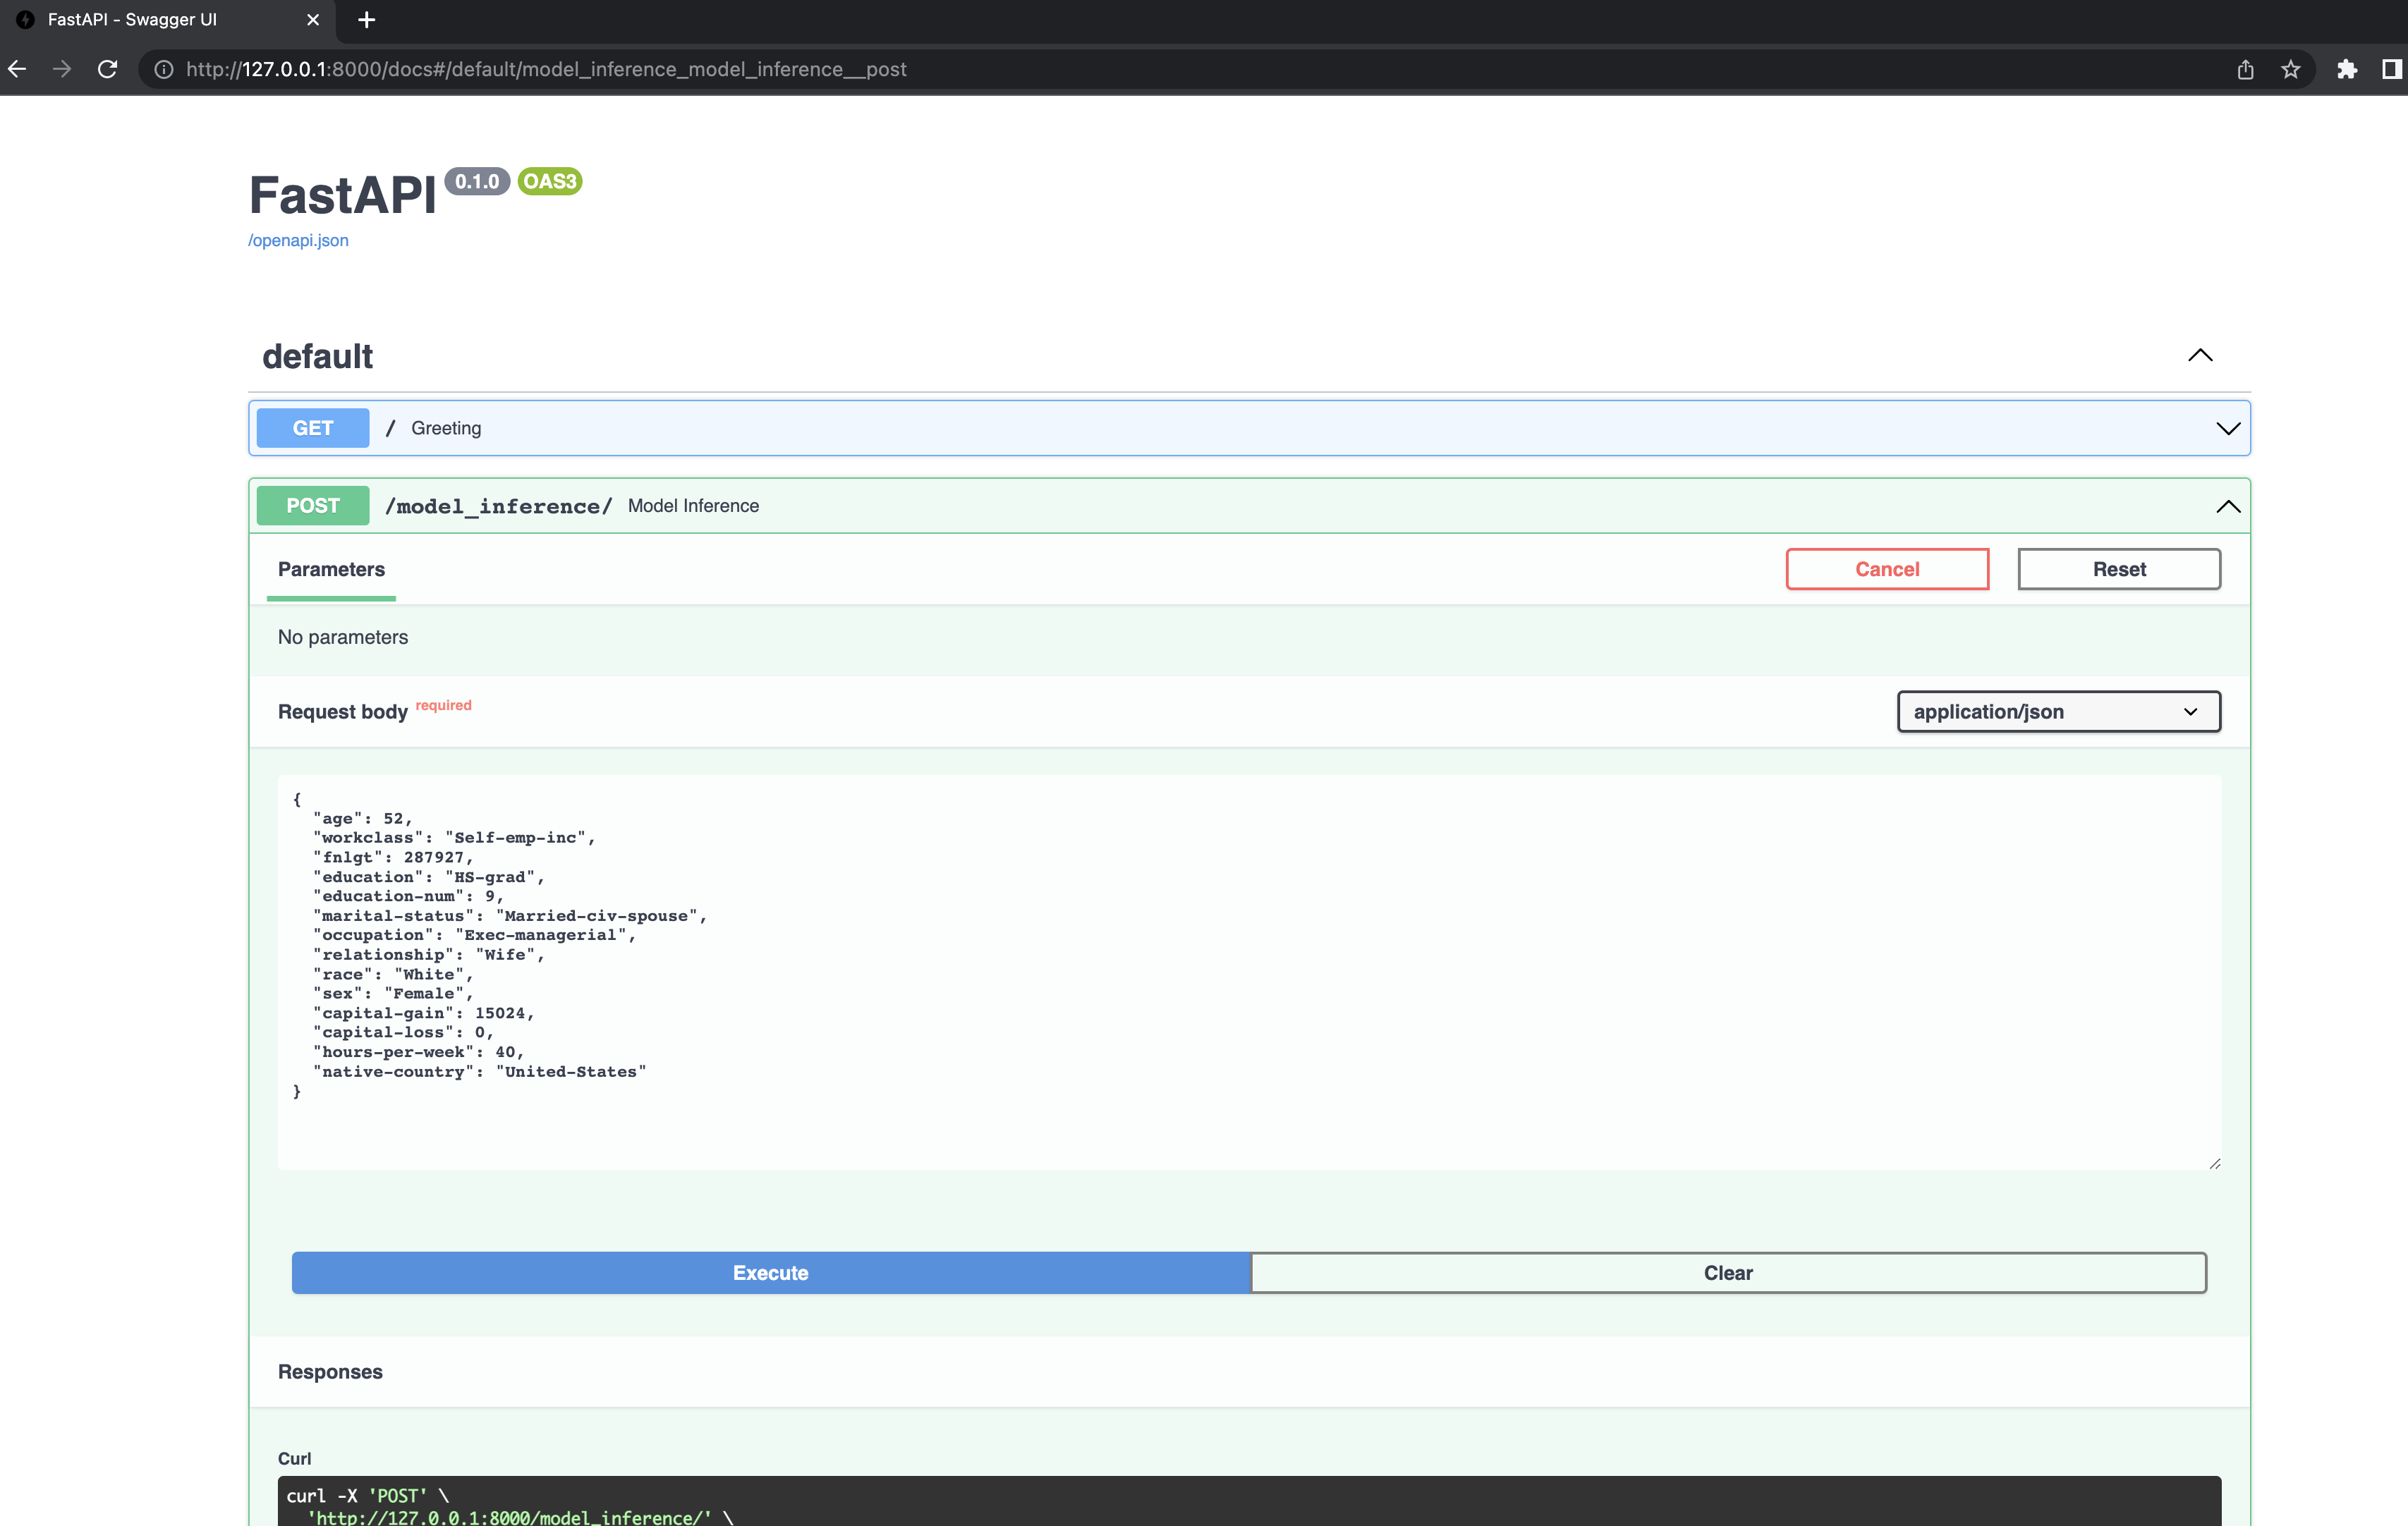 FastAPI - Swagger UI
http://127.0.0.1:8000/docs#/default/model_inference_model_inference__post
FastAPI 0.1.0 OAS3
/openapi.json
default
GET / Greeting
POST /model_inference/ Model Inference
Parameters Cancel Reset
No parameters
Request body required application/json
{
"age": 52,
"workclass": "Self-emp-inc",
"fnlgt": 287927,
"education": "HS-grad",
"education-num": 9,
"marital-status": "Married-civ-spouse",
"occupation": "Exec-managerial",
"relationship": "Wife",
"race": "White",
"sex": "Female",
"capital-gain": 15024,
"capital-loss": 0,
"hours-per-week": 40,
"native-country": "United-States"
}
Execute Clear
Responses
Curl
curl -X 'POST' \
'http://127.0.0.1:8000/model_inference/' \